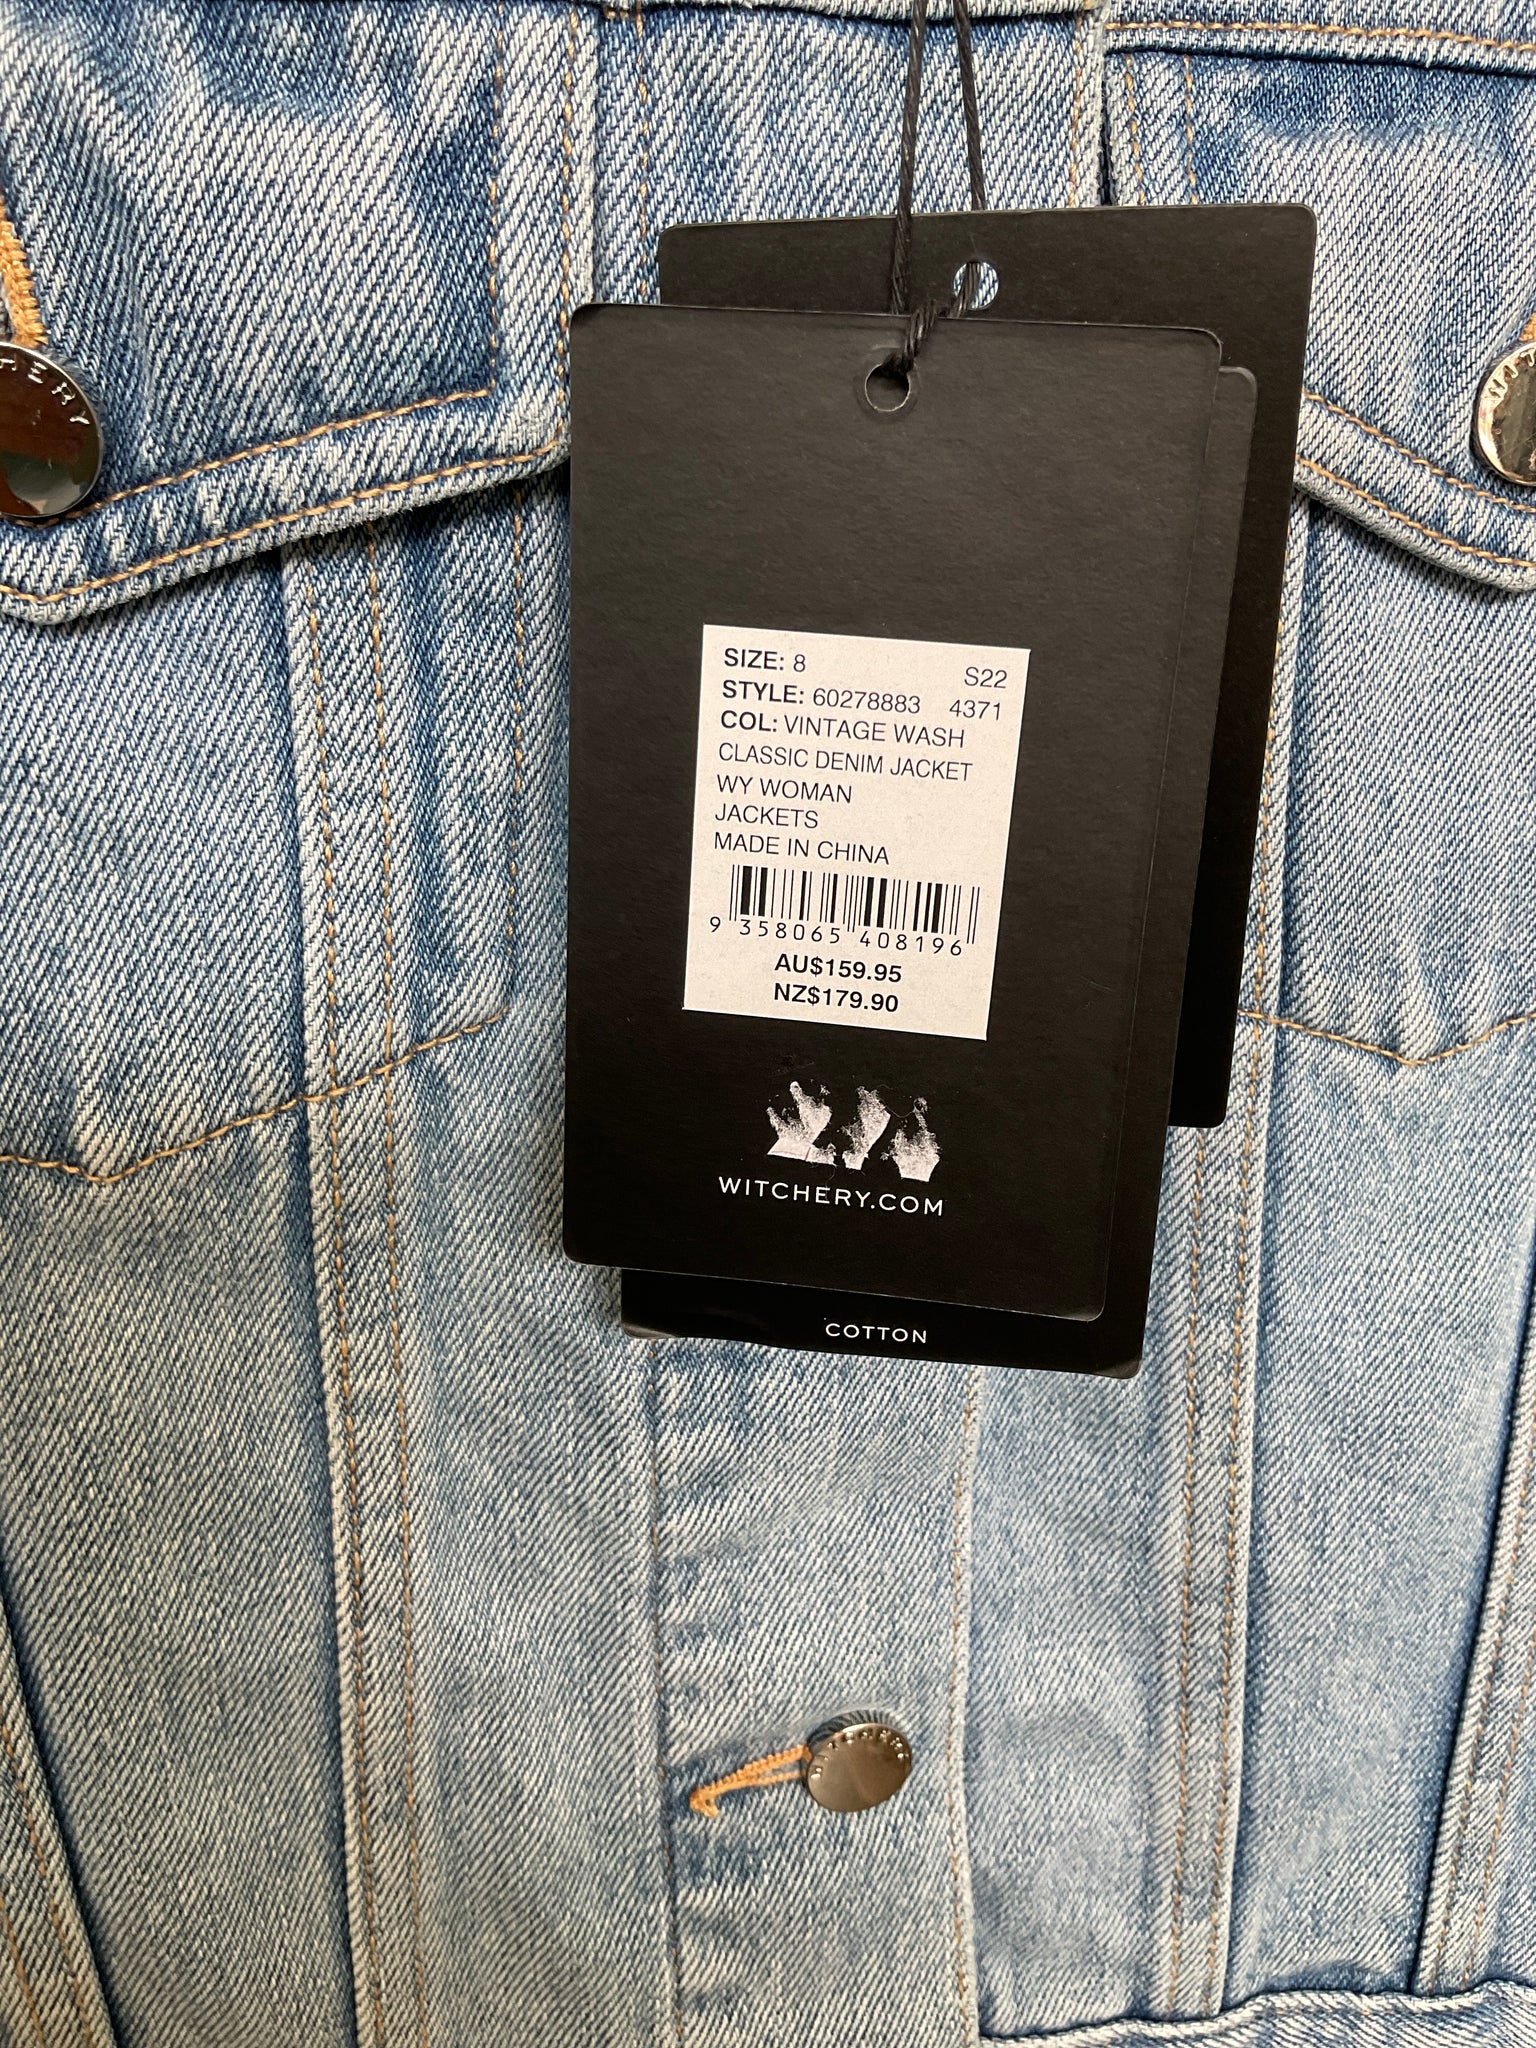 SIZE: 8 S22
STYLE: 60278883 4371
COL: VINTAGE WASH
CLASSIC DENIM JACKET
WY WOMAN
JACKETS
MADE IN CHINA
9 358065 408196
AU$159.95
NZ$179.90
WITCHERY.COM
COTTON
WITCHERY